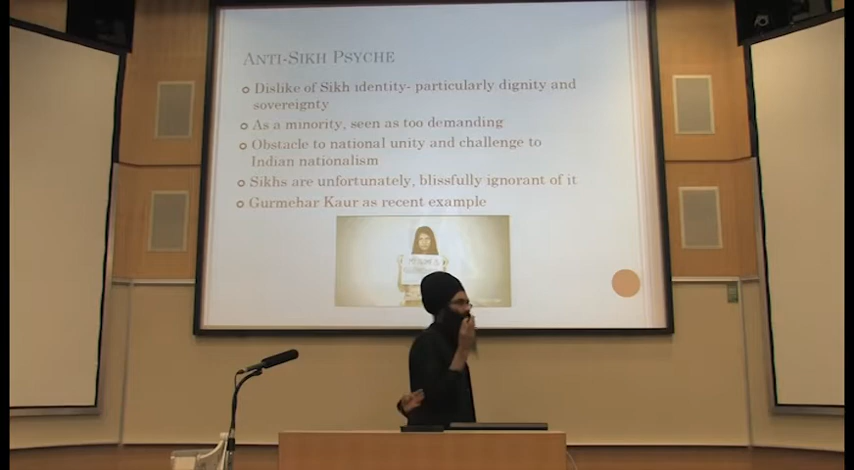 ANTI-SIKH PSYCHE
Dislike of Sikh identity- particularly dignity and
sovereignty
As a minority, seen as too demanding
Obstacle to national unity and challenge to
Indian nationalism
Sikhs are unfortunately, blissfully ignorant of it
Gurmehar Kaur as recent example